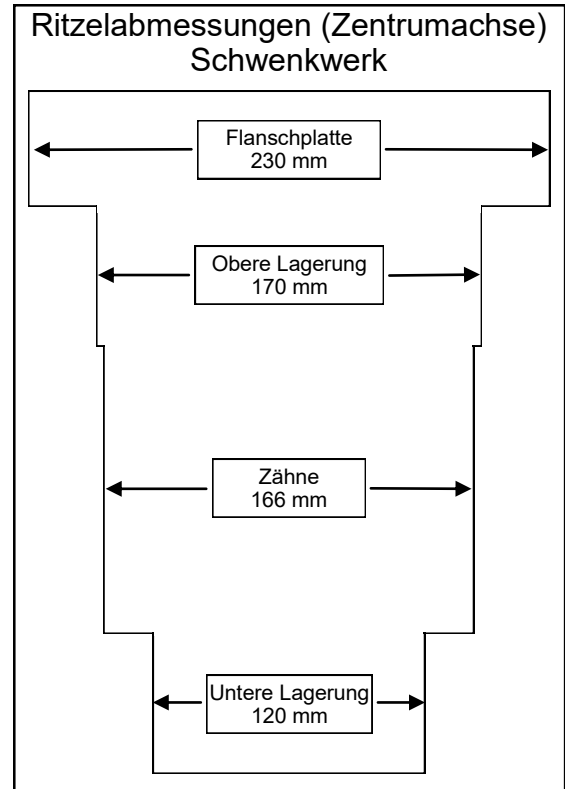 Ritzelabmessungen (Zentrumachse)
Schwenkwerk
Flanschplatte
230 mm
Obere Lagerung
170 mm
Zähne
166 mm
Untere Lagerung
120 mm